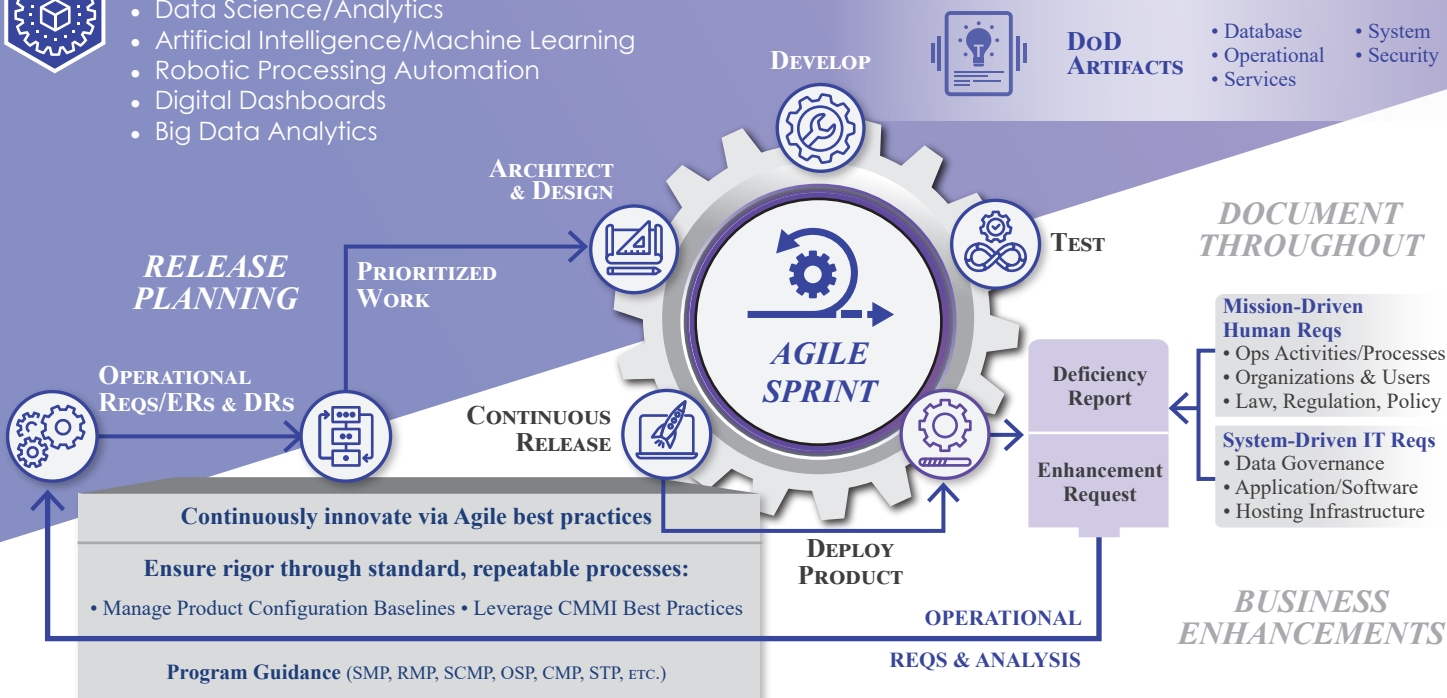 • Data Science/Analytics
• Artificial Intelligence/Machine Learning
• Robotic Processing Automation
• Digital Dashboards
• Big Data Analytics
DoD
Artifacts
• Database
• Operational
• Services
• System
• Security
Develop
Architect
& Design
Test
DOCUMENT
THROUGHOUT
RELEASE
PLANNING
Prioritized
Work
AGILE
SPRINT
Operational
Reqs/ERs & DRs
Continuous
Release
Deficiency
Report
Enhancement
Request
Mission-Driven
Human Reqs
• Ops Activities/Processes
• Organizations & Users
• Law, Regulation, Policy
System-Driven IT Reqs
• Data Governance
• Application/Software
• Hosting Infrastructure
Continuously innovate via Agile best practices
Ensure rigor through standard, repeatable processes:
• Manage Product Configuration Baselines • Leverage CMMI Best Practices
Program Guidance (SMP, RMP, SCMP, OSP, CMP, STP, etc.)
Deploy
Product
OPERATIONAL
REQS & ANALYSIS
BUSINESS
ENHANCEMENTS